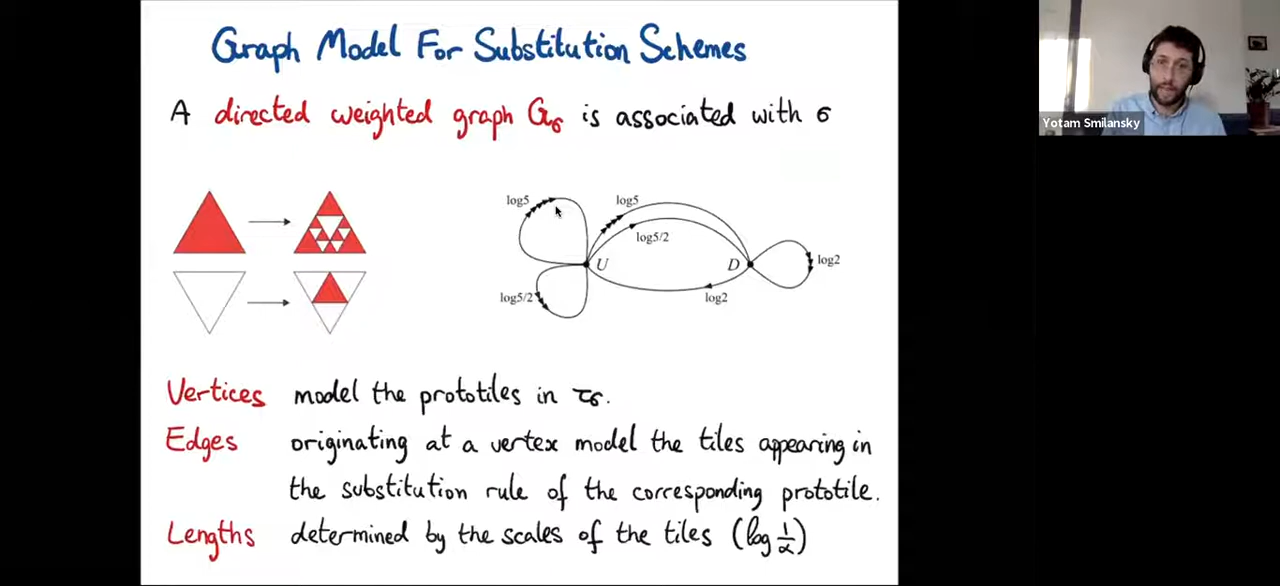 Graph Model For Substitution Schemes
A directed weighted graph Gσ is associated with σ
log5
log5
log5/2
U
D
log2
log5/2
log2
Vertices model the prototiles in τσ.
Edges originating at a vertex model the tiles appearing in
the substitution rule of the corresponding prototile.
Lengths determined by the scales of the tiles (log 1/α)
Yotam Smilansky